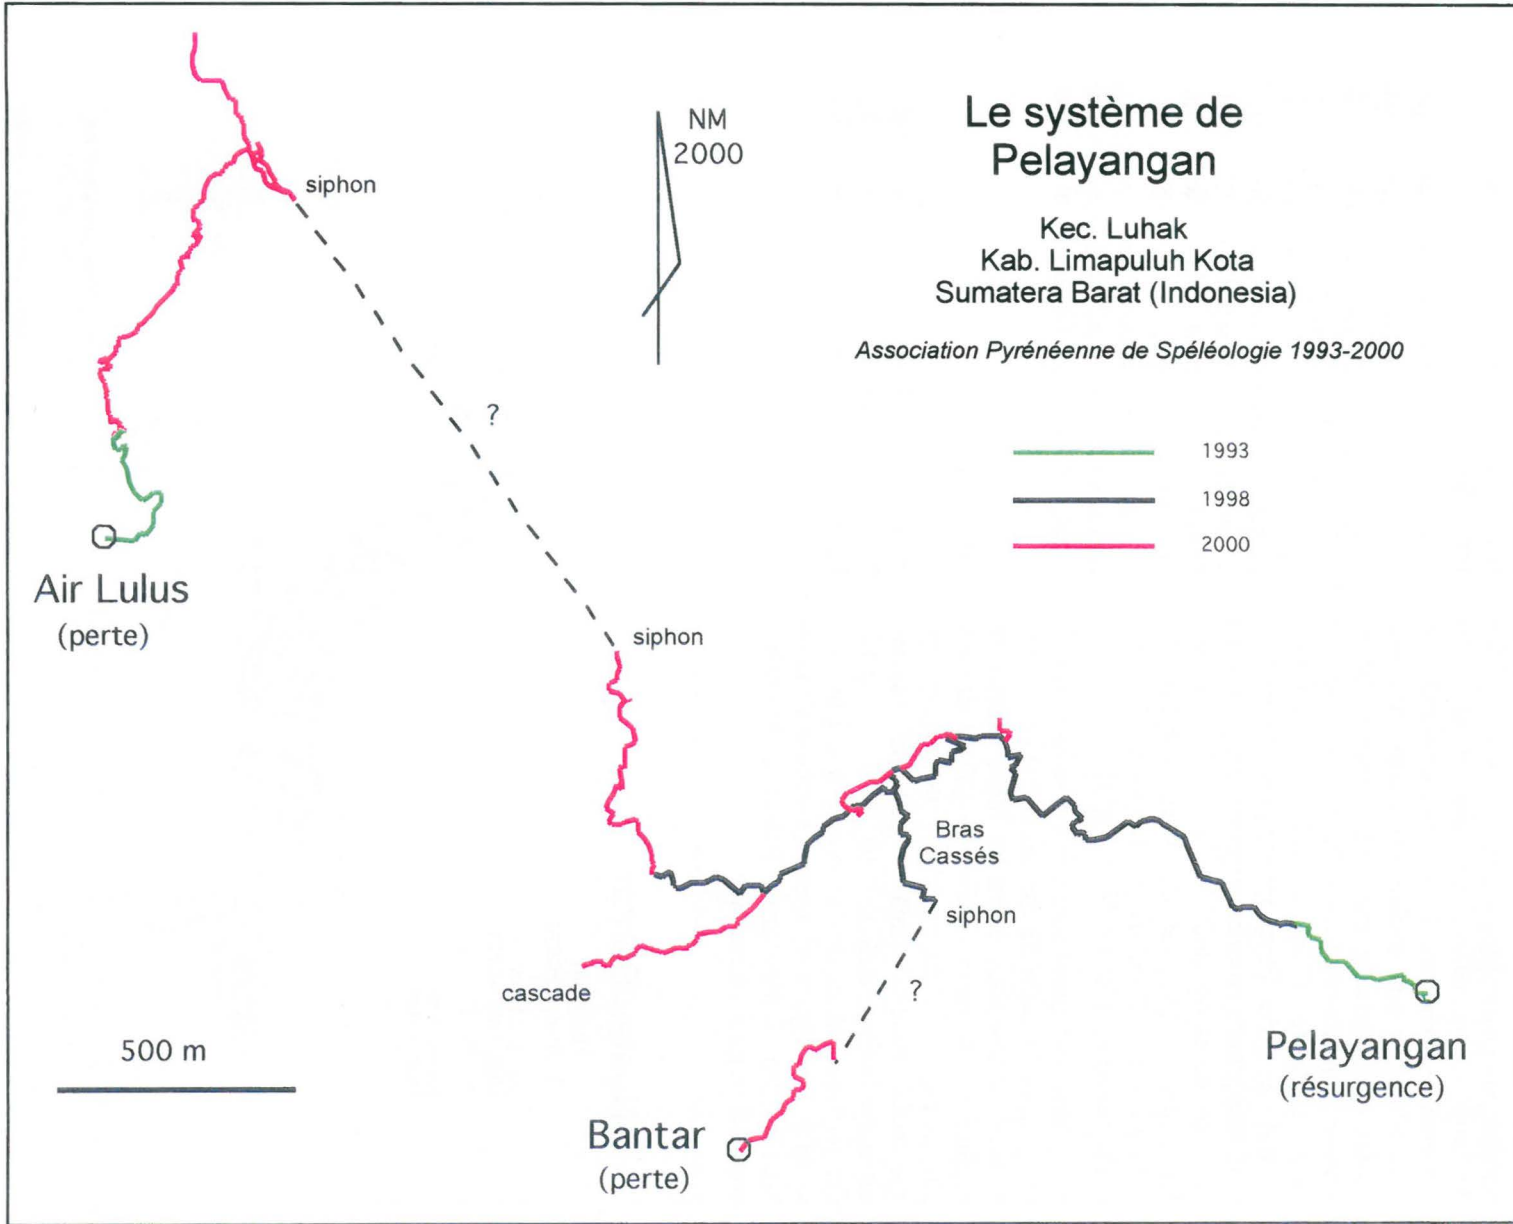 Le système de
Pelayangan
Kec. Luhak
Kab. Limapuluh Kota
Sumatera Barat (Indonesia)
Association Pyrénéenne de Spéléologie 1993-2000
NM
2000
siphon
?
1993
1998
2000
Air Lulus
(perte)
siphon
Bras
Cassés
siphon
cascade
?
500 m
Pelayangan
(résurgence)
Bantar
(perte)